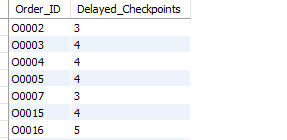 Order_ID Delayed_Checkpoints
O0002 3
O0003 4
O0004 4
O0005 4
O0007 3
O0015 4
O0016 5